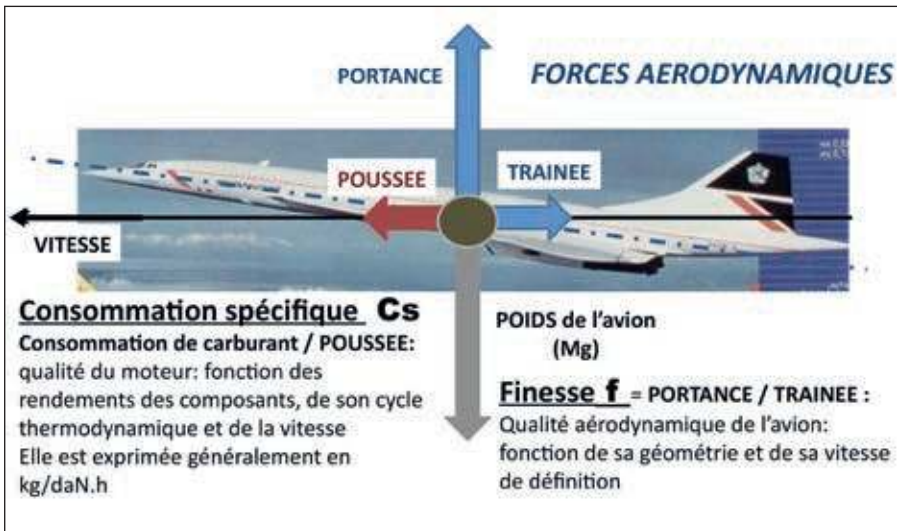 PORTANCE
FORCES AERODYNAMIQUES
POUSSEE
TRAINEE
VITESSE
Consommation spécifique Cs
Consommation de carburant / POUSSEE:
qualité du moteur: fonction des
rendements des composants, de son cycle
thermodynamique et de la vitesse
Elle est exprimée généralement en
kg/daN.h
POIDS de l'avion
(Mg)
Finesse f = PORTANCE / TRAINEE :
Qualité aérodynamique de l'avion:
fonction de sa géométrie et de sa vitesse
de définition